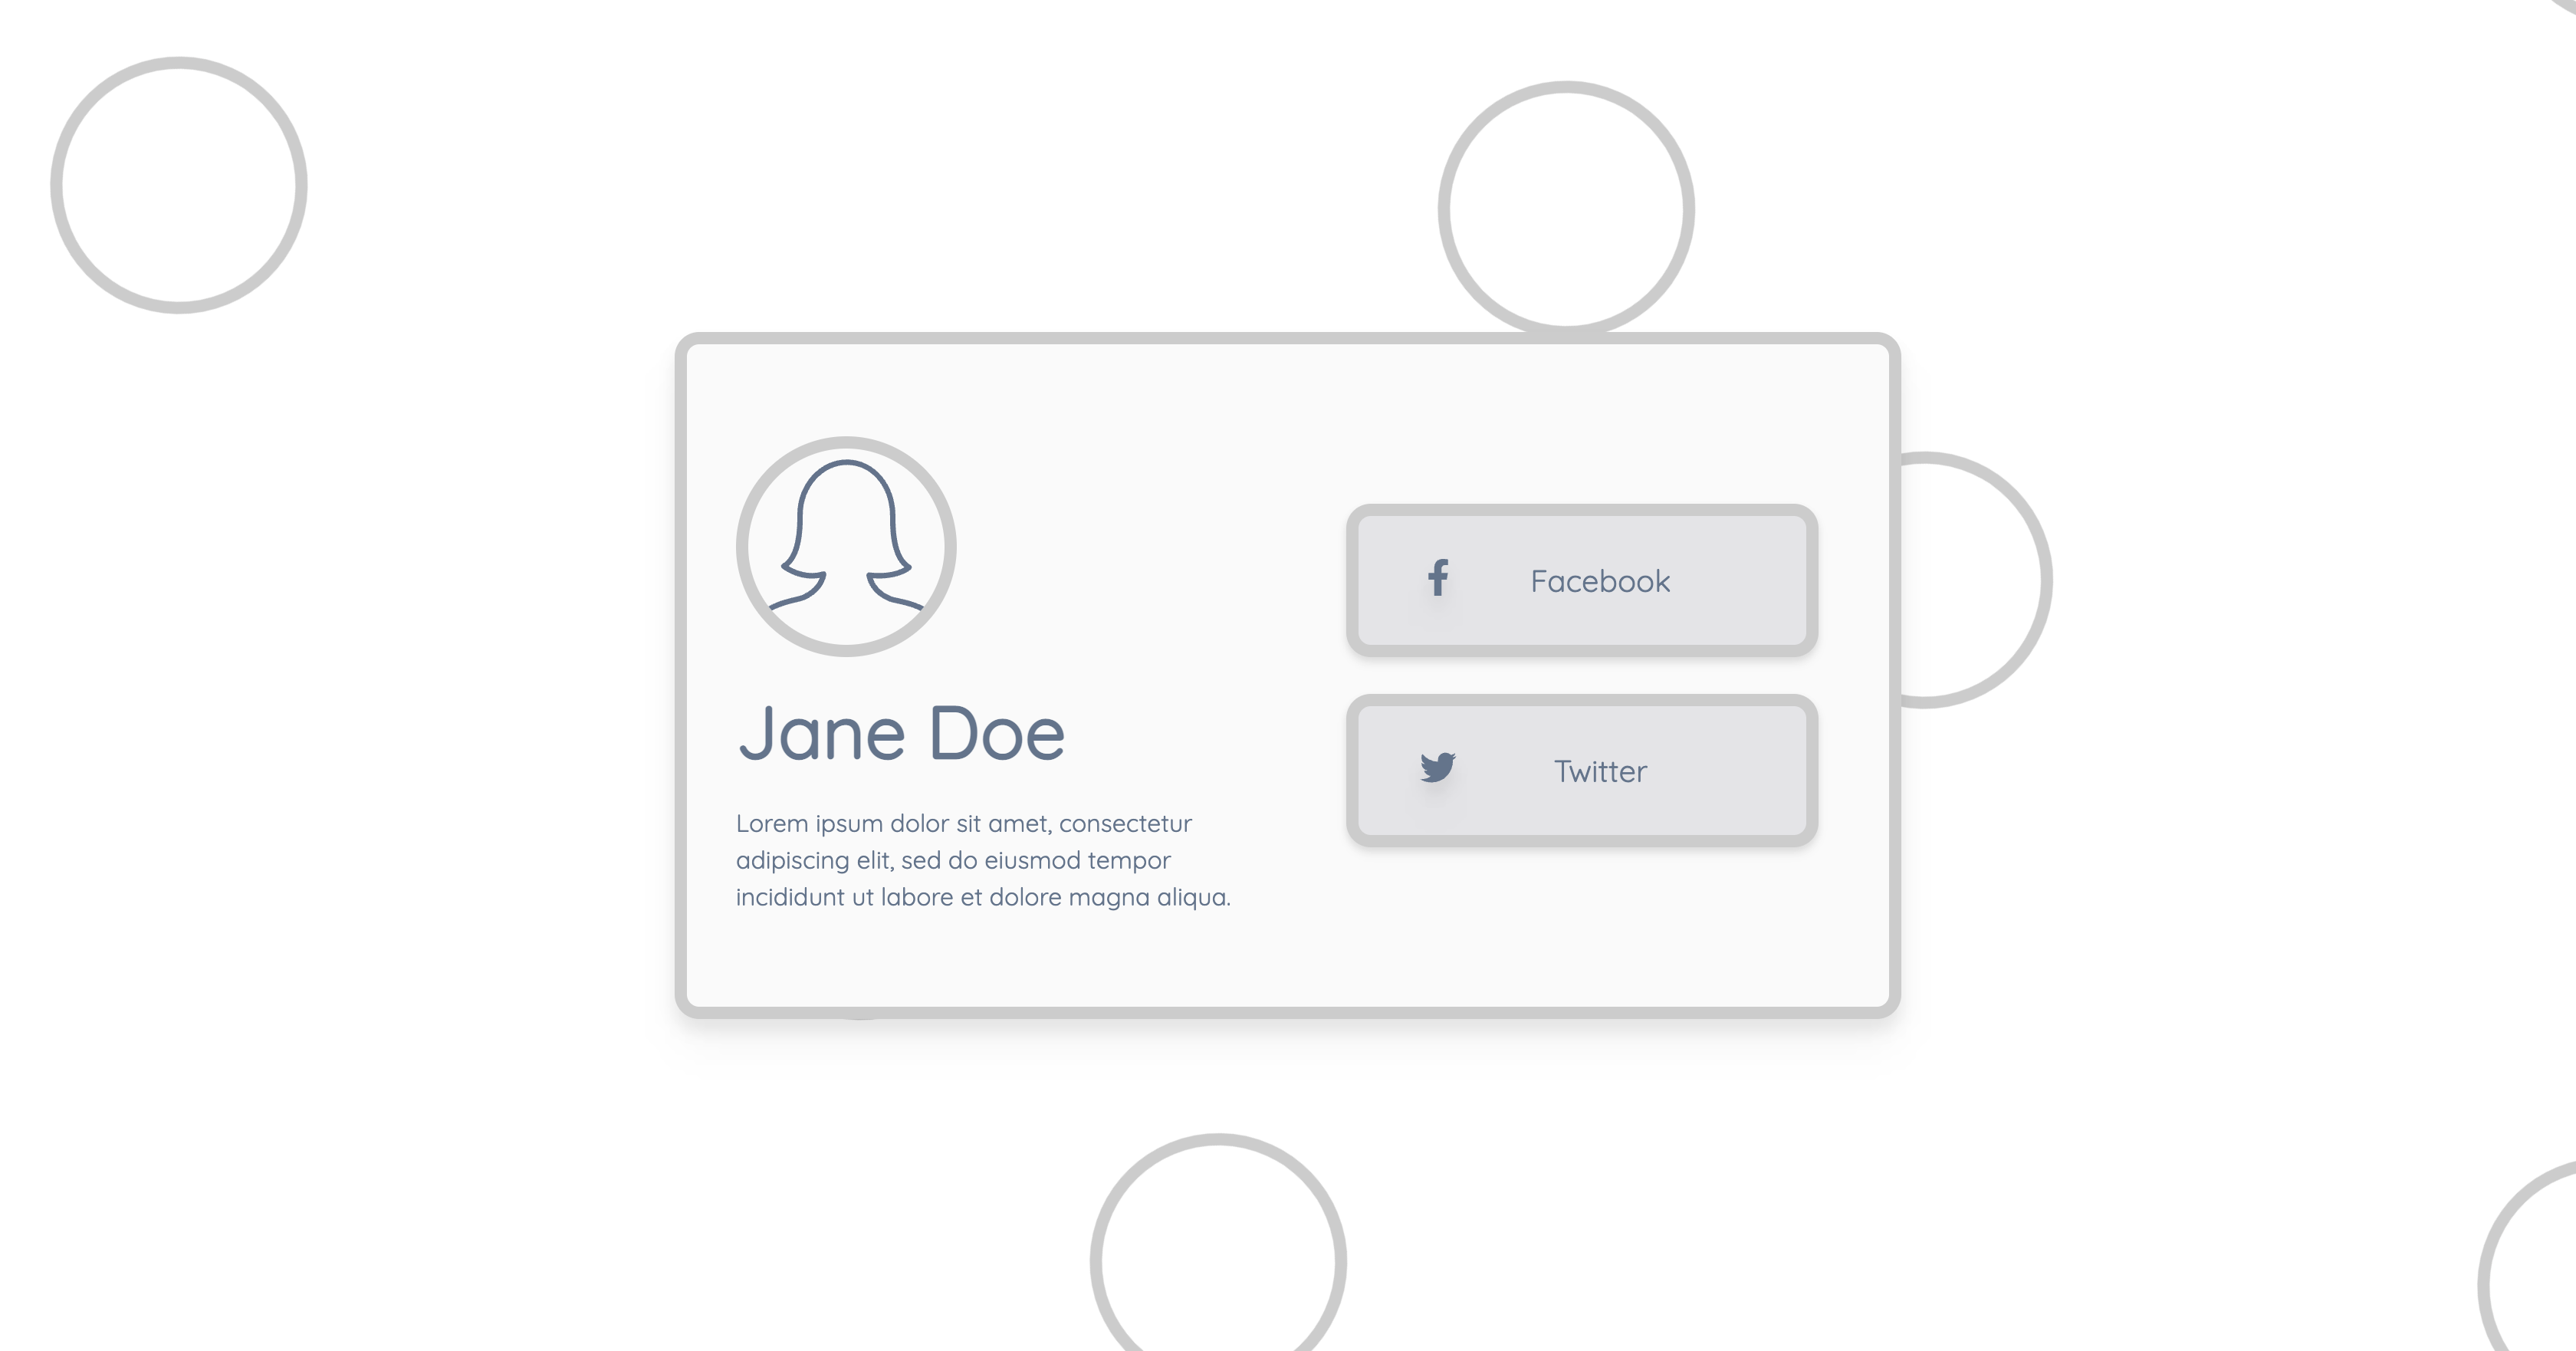 Jane Doe
Lorem ipsum dolor sit amet, consectetur
adipiscing elit, sed do eiusmod tempor
incididunt ut labore et dolore magna aliqua.
Facebook
Twitter